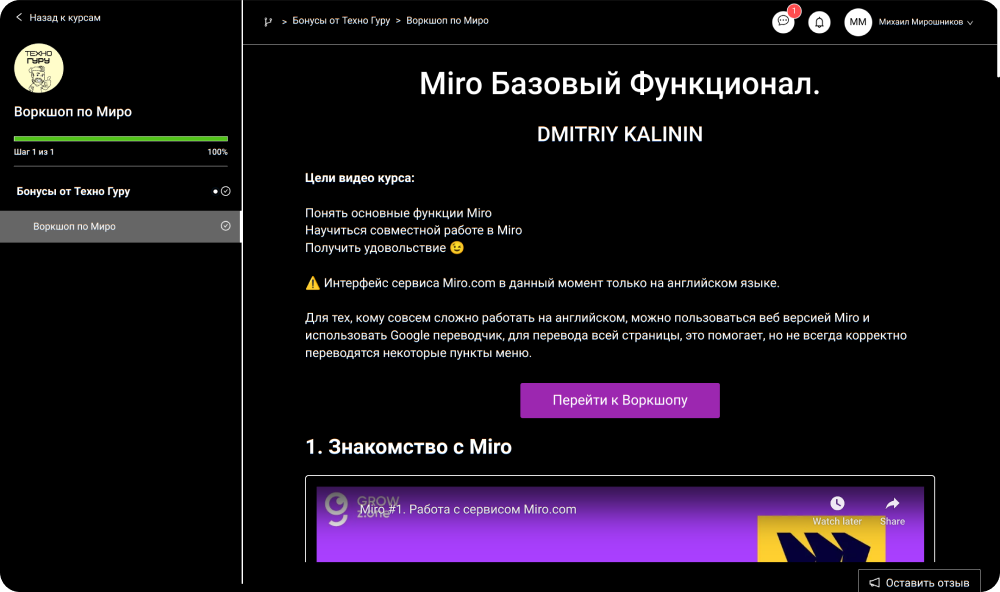 Назад к курсам
ТЕХНО
ГУРУ
Воркшоп по Миро
Шаг 1 из 1
100%
Бонусы от Техно Гуру
Воркшоп по Миро
> Бонусы от Техно Гуру > Воркшоп по Миро
1
ММ
Михаил Мирошников
Miro Базовый Функционал.
DMITRIY KALININ
Цели видео курса:
Понять основные функции Miro
Научиться совместной работе в Miro
Получить удовольствие 😉
⚠️ Интерфейс сервиса Miro.com в данный момент только на английском языке.
Для тех, кому совсем сложно работать на английском, можно пользоваться веб версией Miro и
использовать Google переводчик, для перевода всей страницы, это помогает, но не всегда корректно
переводятся некоторые пункты меню.
Перейти к Воркшопу
1. Знакомство с Miro
GROW
z.one
Miro #1. Работа с сервисом Miro.com
Watch later
Share
Оставить отзыв